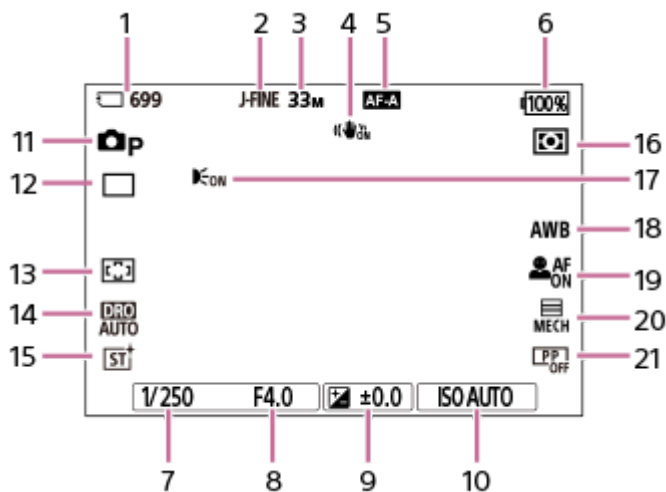 1 2 3 4 5 6
699 J-FINE 33M AF-A 100%
ON
11 P 16
12 ON 17
AWB 18
13 AF ON 19
14 DRO AUTO MECH 20
15 ST+ PP OFF 21
1/250 F4.0 ±0.0 ISO AUTO
7 8 9 10